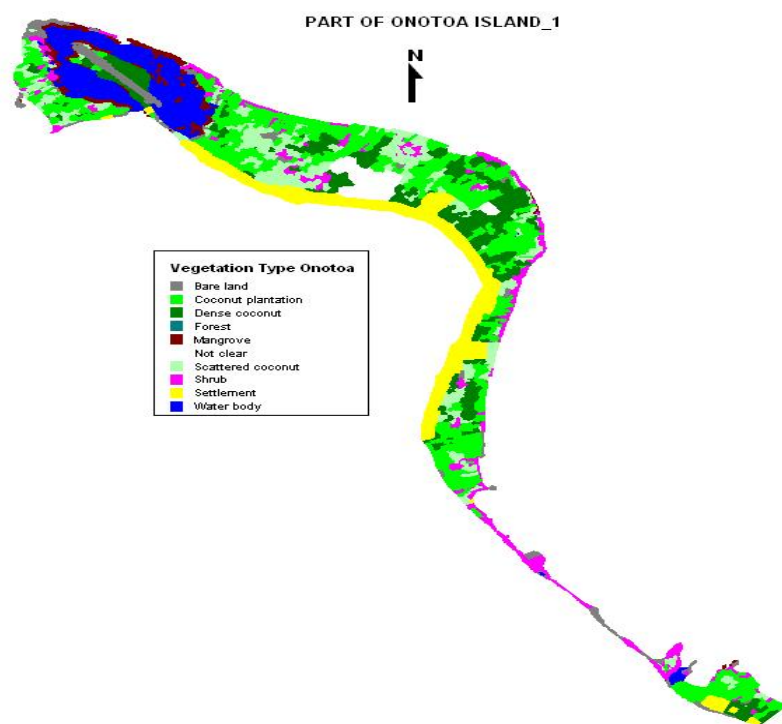 PART OF ONOTOA ISLAND_1
N
Vegetation Type Onotoa
Bare land
Coconut plantation
Dense coconut
Forest
Mangrove
Not clear
Scattered coconut
Shrub
Settlement
Water body